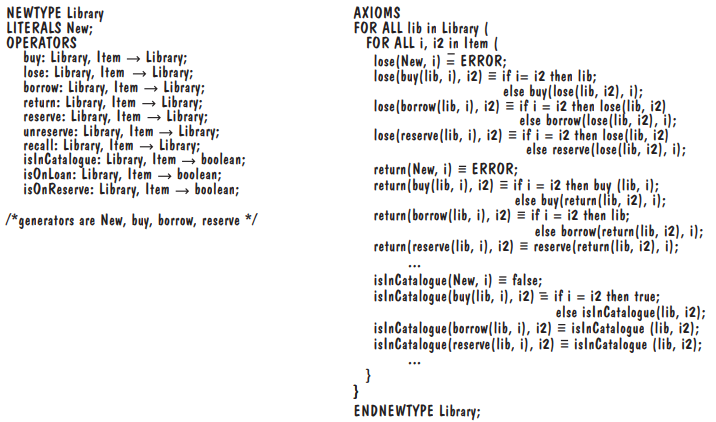 NEWTYPE Library
LITERALS New;
OPERATORS
buy: Library, Item → Library;
lose: Library, Item → Library;
borrow: Library, Item → Library;
return: Library, Item → Library;
reserve: Library, Item → Library;
unreserve: Library, Item → Library;
recall: Library, Item → Library;
isInCatalogue: Library, Item → boolean;
isOnLoan: Library, Item → boolean;
isOnReserve: Library, Item → boolean;
/*generators are New, buy, borrow, reserve */
AXIOMS
FOR ALL lib in Library (
FOR ALL i, i2 in Item (
lose(New, i) ≡ ERROR;
lose(buy(lib, i), i2) ≡ if i= i2 then lib;
else buy(lose(lib, i2), i);
lose(borrow(lib, i), i2) ≡ if i = i2 then lose(lib, i2)
else borrow(lose(lib, i2), i);
lose(reserve(lib, i), i2) ≡ if i = i2 then lose(lib, i2)
else reserve(lose(lib, i2), i);
return(New, i) ≡ ERROR;
return(buy(lib, i), i2) ≡ if i = i2 then buy (lib, i);
else buy(return(lib, i2), i);
return(borrow(lib, i), i2) ≡ if i = i2 then lib;
else borrow(return(lib, i2), i);
return(reserve(lib, i), i2) ≡ reserve(return(lib, i2), i);
...
isInCatalogue(New, i) ≡ false;
isInCatalogue(buy(lib, i), i2) ≡ if i = i2 then true;
else isInCatalogue(lib, i2);
isInCatalogue(borrow(lib, i), i2) ≡ isInCatalogue (lib, i2);
isInCatalogue(reserve(lib, i), i2) ≡ isInCatalogue (lib, i2);
...
}
}
ENDNEWTYPE Library;